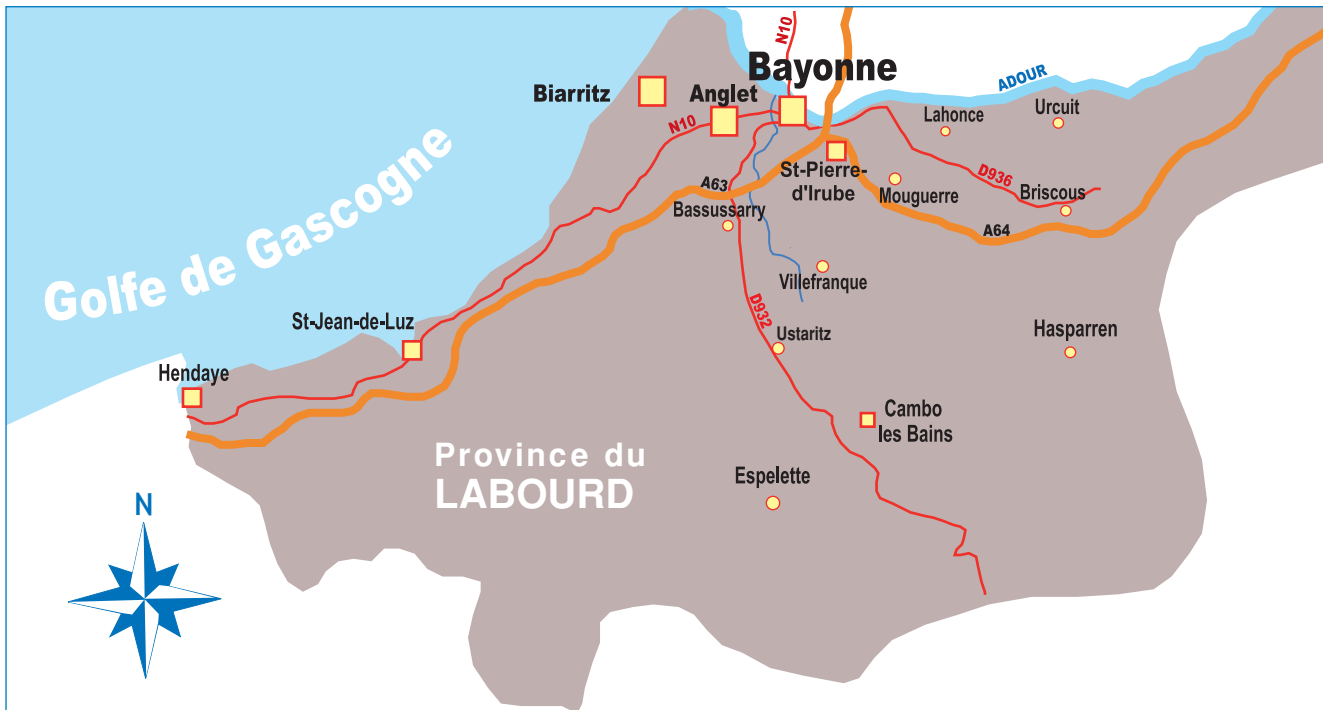 N10
Bayonne
ADOUR
Biarritz
Anglet
Lahonce
Urcuit
N10
St-Pierre-
d'Irube
D936
A63
Mouguerre
Briscous
Bassussarry
A64
Golfe de Gascogne
Villefranque
D932
St-Jean-de-Luz
Ustaritz
Hasparren
Hendaye
Cambo
les Bains
Province du
LABOURD
Espelette
N